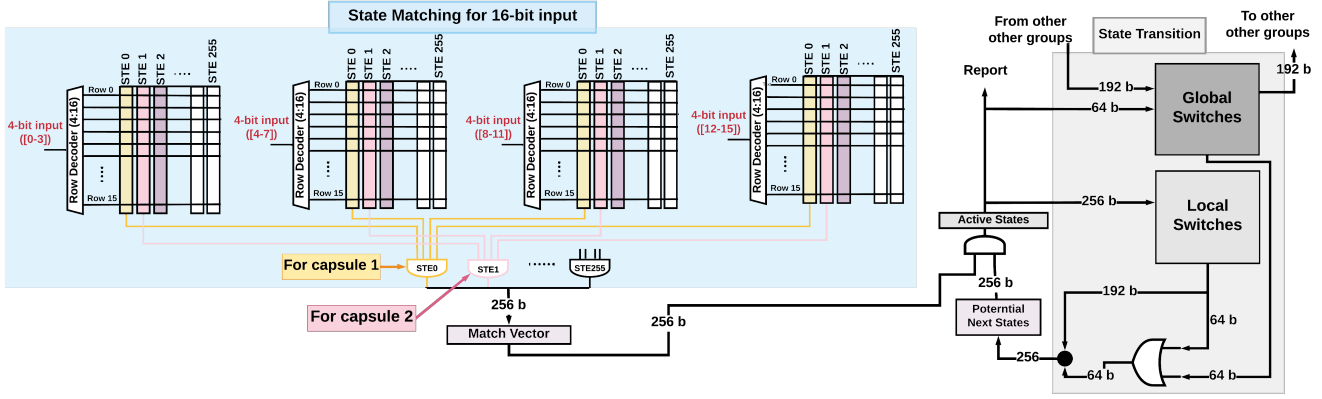 State Matching for 16-bit input
4-bit input
([0-3])
Row Decoder (4:16)
Row 0
Row 15
STE 0
STE 1
STE 2
....
STE 255
4-bit input
([4-7])
Row Decoder (4:16)
Row 0
Row 15
STE 0
STE 1
STE 2
....
STE 255
4-bit input
([8-11])
Row Decoder (4:16)
Row 0
Row 15
STE 0
STE 1
STE 2
....
STE 255
4-bit input
([12-15])
Row Decoder (4:16)
Row 0
Row 15
STE 0
STE 1
STE 2
....
STE 255
For capsule 1
STE0
STE1
......
STE255
For capsule 2
256 b
Match Vector
256 b
From other
other groups
State Transition
To other
other groups
192 b
Report
192 b
64 b
Global
Switches
256 b
Local
Switches
Active States
256 b
Poterntial
Next States
256
192 b
64 b
64 b
64 b